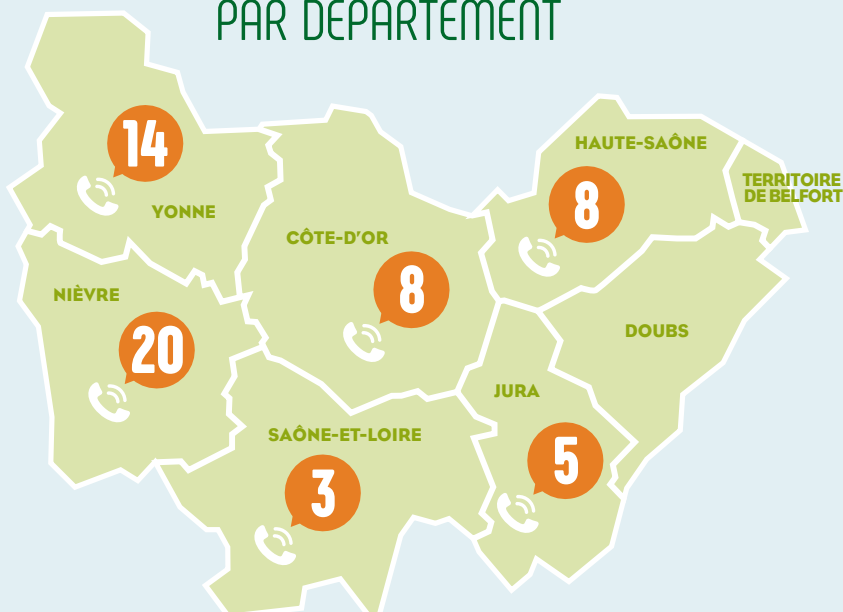 PAR DÉPARTEMENT
HAUTE-SAÔNE
14
TERRITOIRE
DE BELFORT
8
YONNE
CÔTE-D'OR
8
NIÈVRE
DOUBS
20
JURA
SAÔNE-ET-LOIRE
5
3